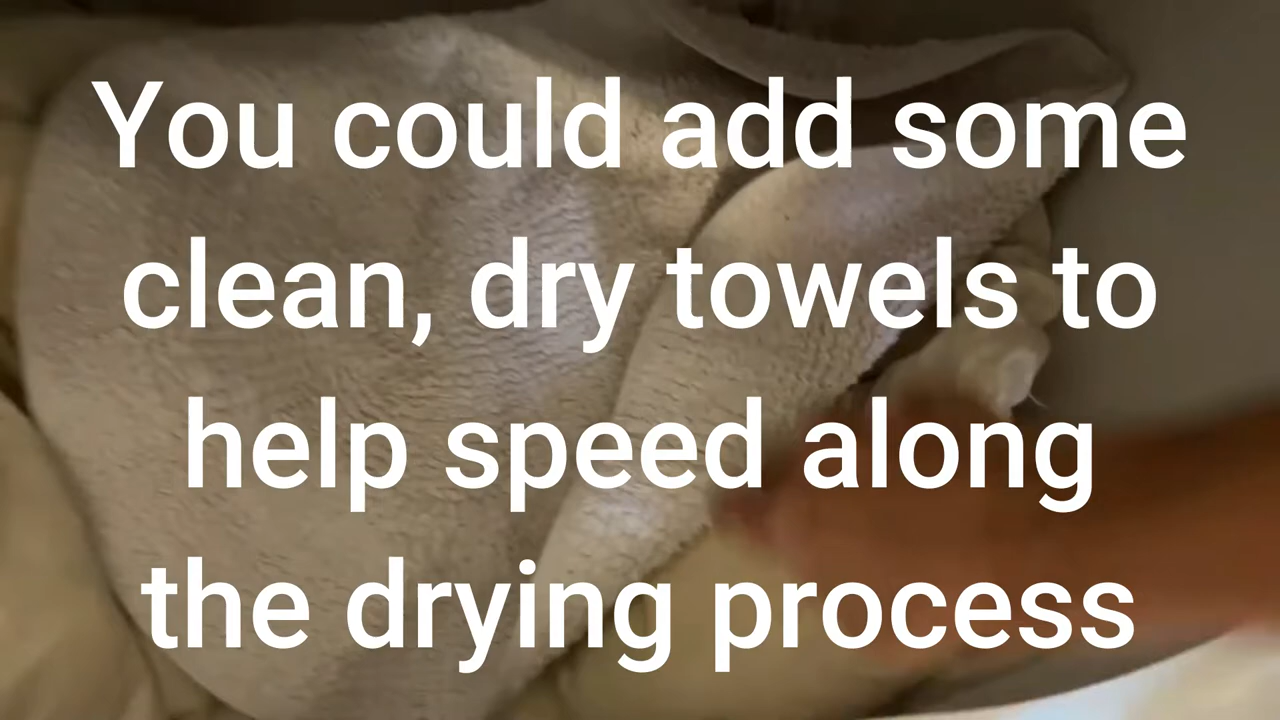 You could add some
clean, dry towels to
help speed along
the drying process